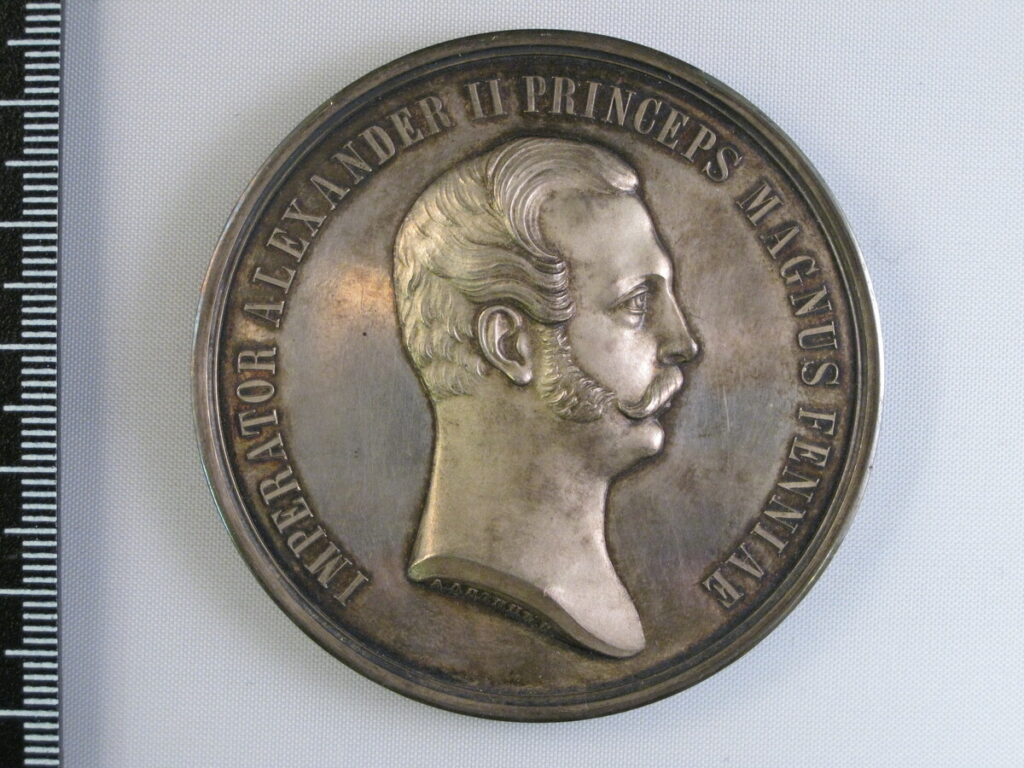 IMPERATOR ALEXANDER II PRINCEPS MAGNUS FENNIAE